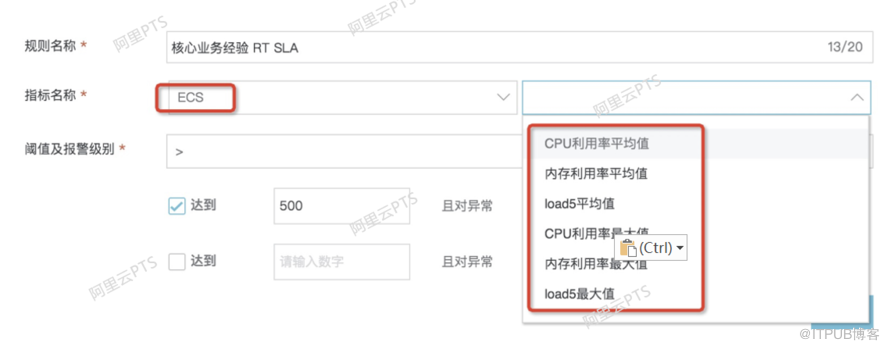 阿里云PTS
阿里云PTS
规则名称 *
核心业务经验 RT SLA
13/20
指标名称 *
ECS
阿里云PTS
阈值及报警级别 *
>
CPU利用率平均值
内存利用率平均值
load5平均值
CPU利用率最大值
(Ctrl)
内存利用率最大值
load5最大值
达到
500
且对异常
阿里云PTS
达到
请输入数字
且对异常
阿里云PTS
阿里云PTS
@ITPUB博客